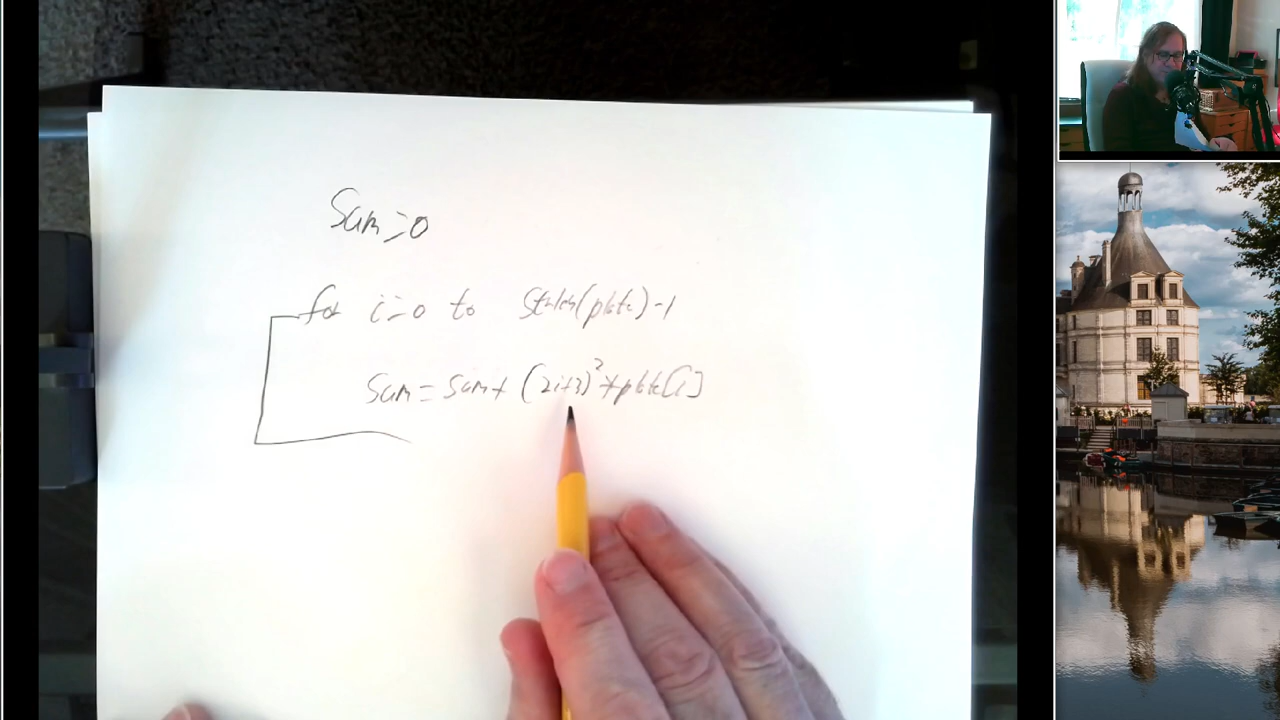 Sum=0
for i=0 to strlen(plate)-1
Sum = Sum + (2i+3)²*plate[i]